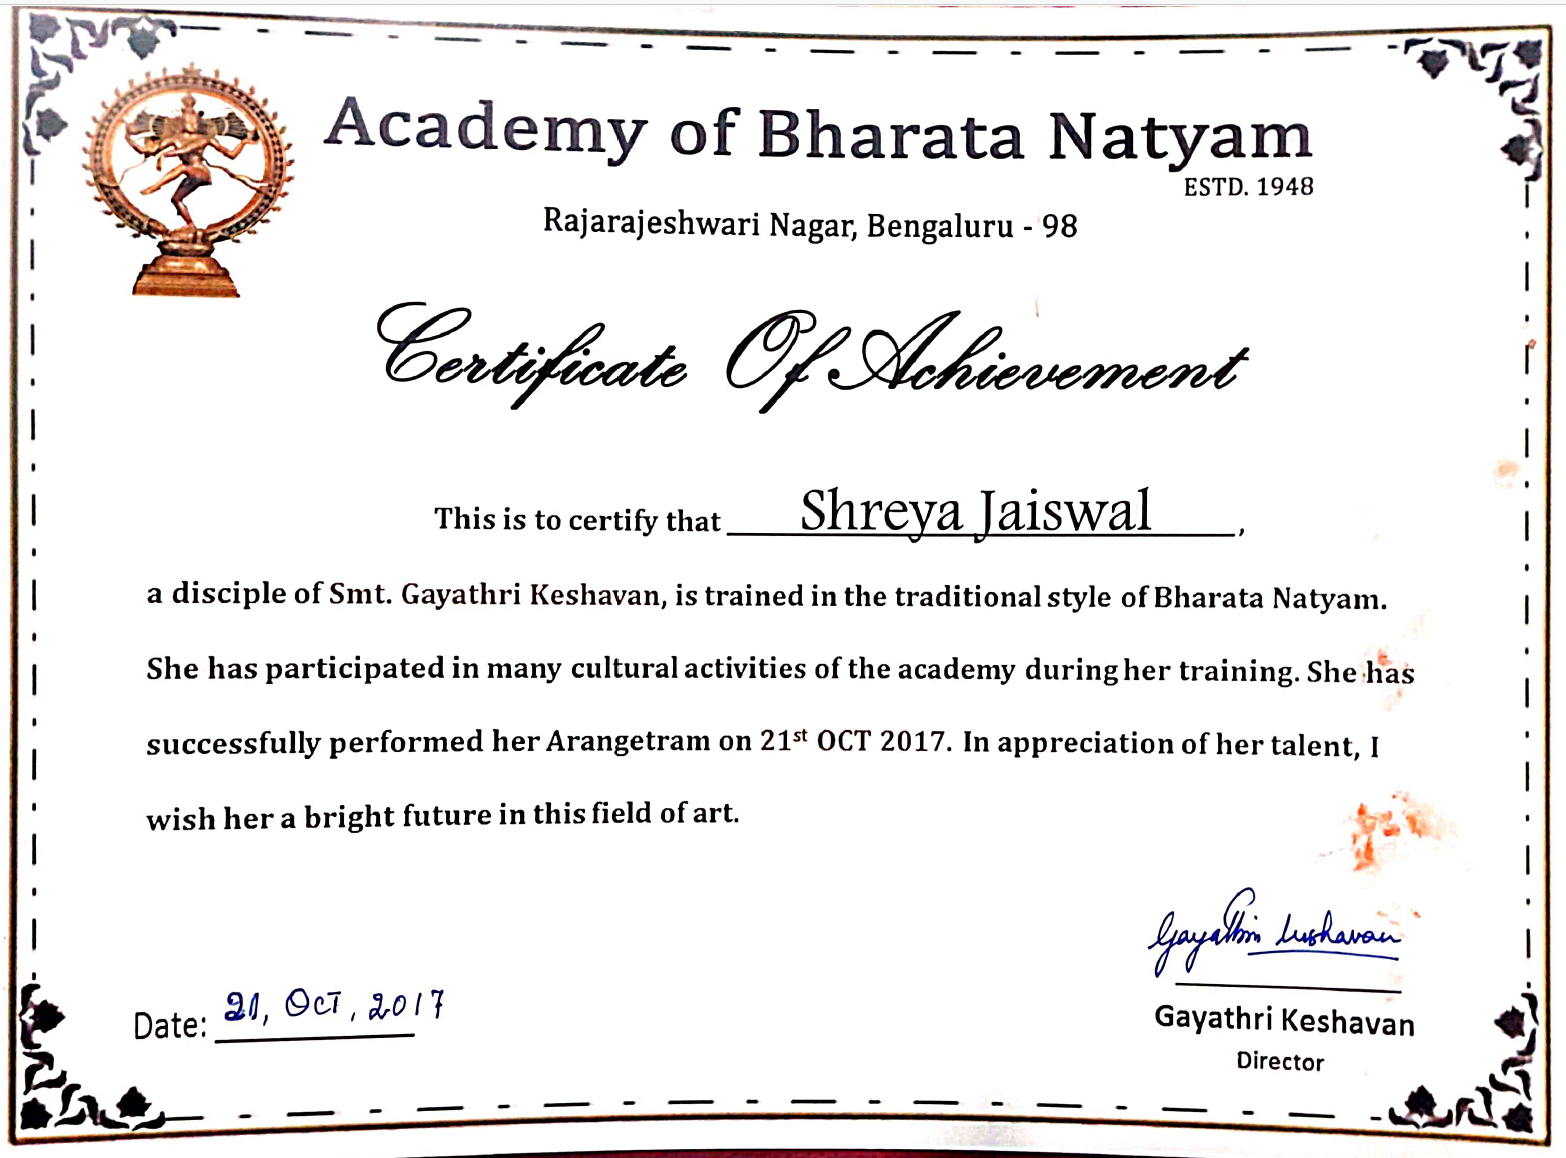 Academy of Bharata Natyam
ESTD. 1948
Rajarajeshwari Nagar, Bengaluru - 98
Certificate Of Achievement
This is to certify that Shreya Jaiswal,
a disciple of Smt. Gayathri Keshavan, is trained in the traditional style of Bharata Natyam.
She has participated in many cultural activities of the academy during her training. She has
successfully performed her Arangetram on 21st OCT 2017. In appreciation of her talent, I
wish her a bright future in this field of art.
Gayathri Keshavan
Date: 21, Oct, 2017
Gayathri Keshavan
Director